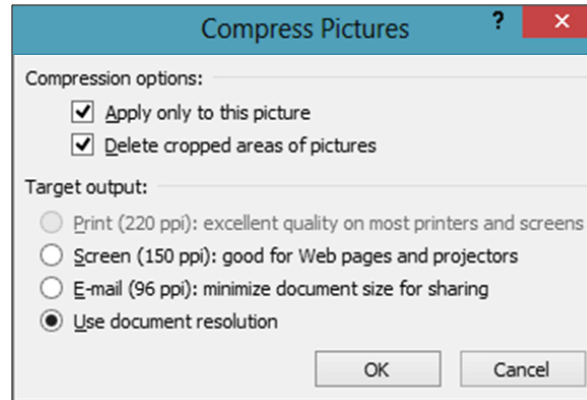 Compress Pictures ?
Compression options:
Apply only to this picture
Delete cropped areas of pictures
Target output:
Print (220 ppi): excellent quality on most printers and screens
Screen (150 ppi): good for Web pages and projectors
E-mail (96 ppi): minimize document size for sharing
Use document resolution
OK Cancel